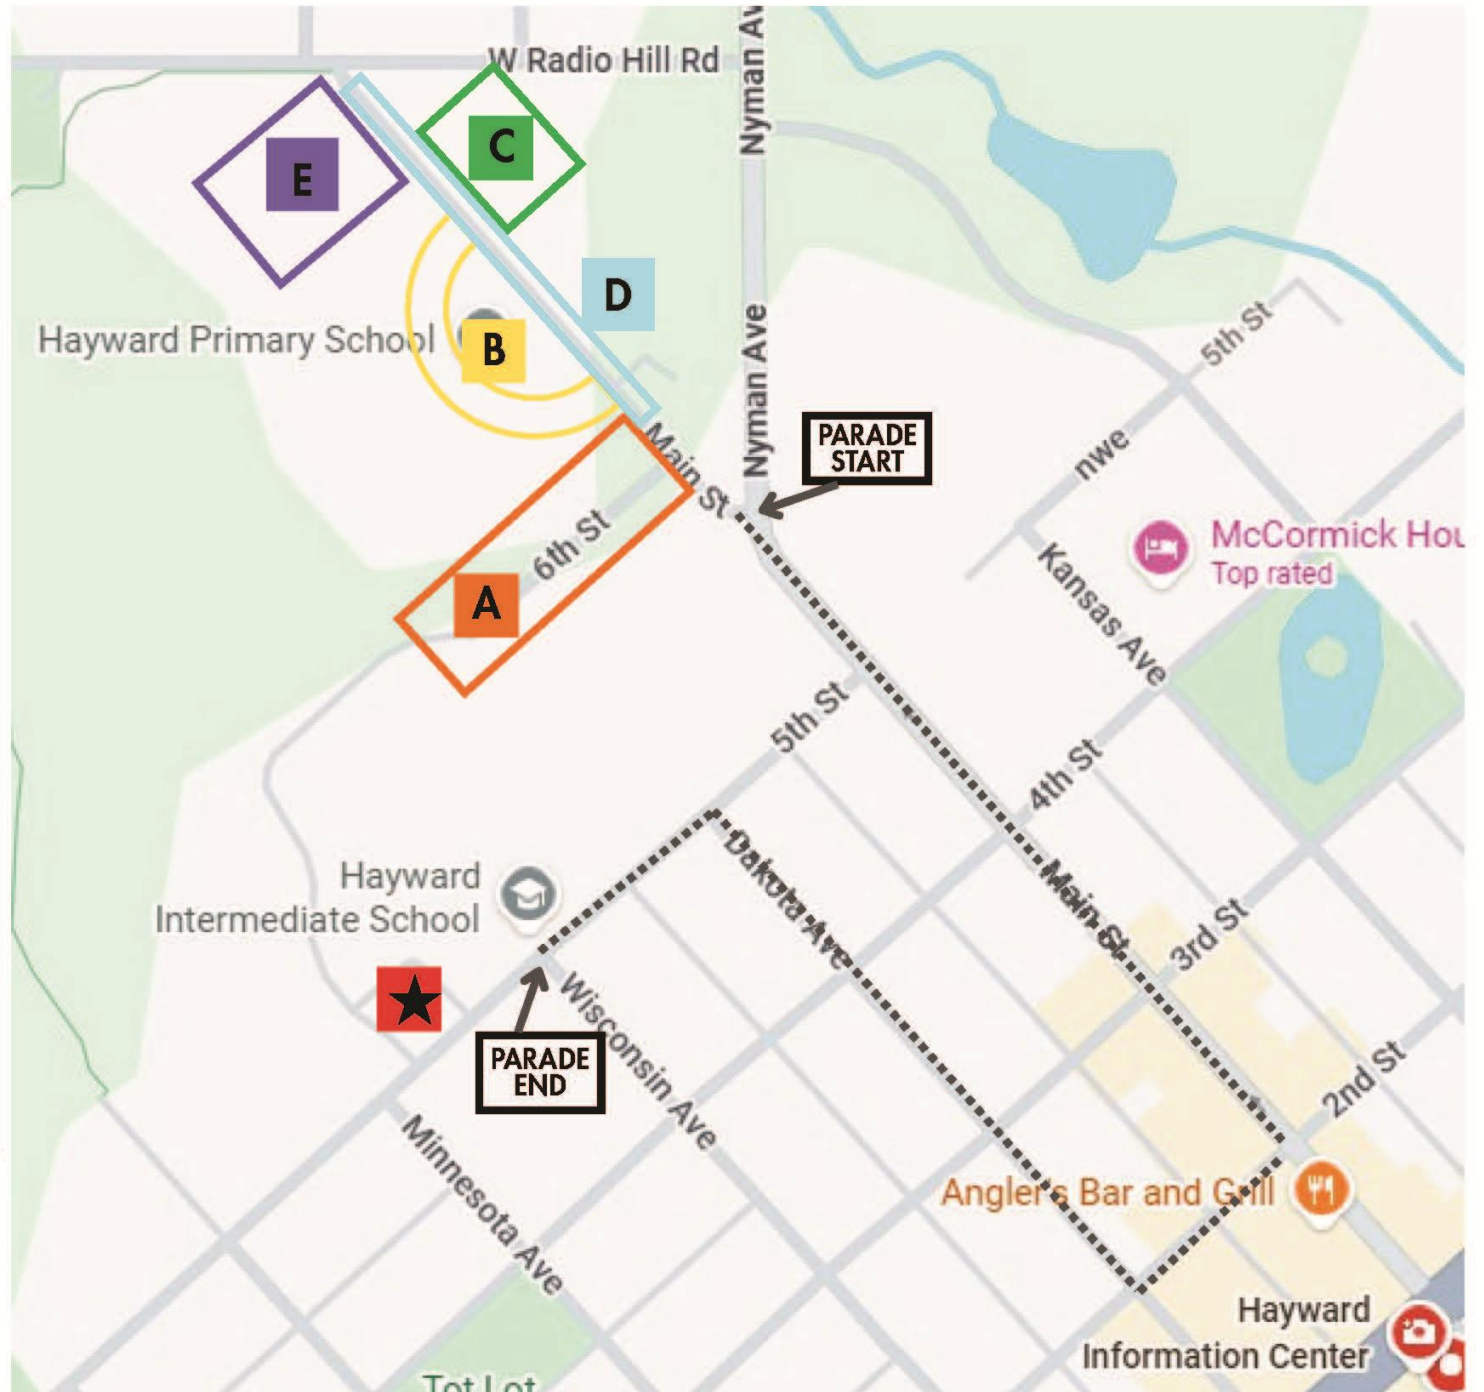 W Radio Hill Rd
Nyman Av
C
E
D
Hayward Primary School
B
Nyman Ave
5th St
PARADE
START
Main St
nwe
McCormick Hou
Top rated
6th St
Kansas Ave
A
5th St
4th St
Dakota Ave
Main St
Hayward
Intermediate School
3rd St
Wisconsin Ave
PARADE
END
2nd St
Minnesota Ave
Angler's Bar and Grill
Hayward
Information Center
Tot Lot